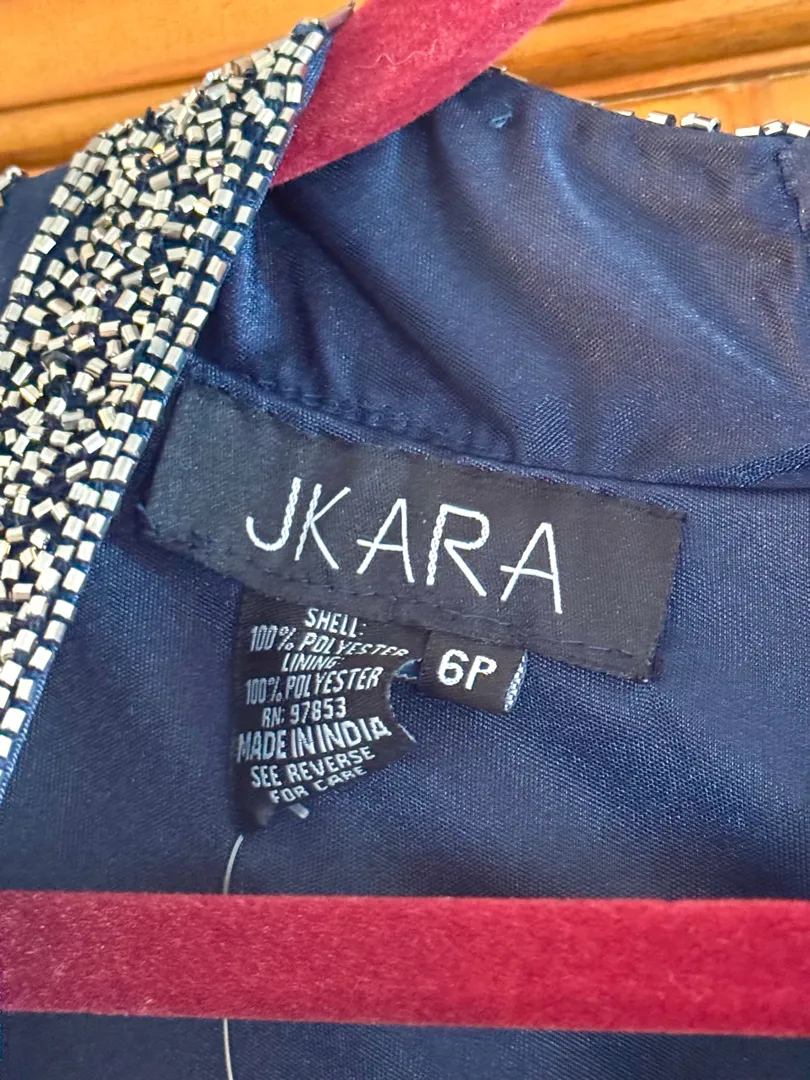 JKARA
SHELL:
100% POLYESTER
LINING:
100% POLYESTER
RN: 97853
MADE IN INDIA
SEE REVERSE
FOR CARE
6P